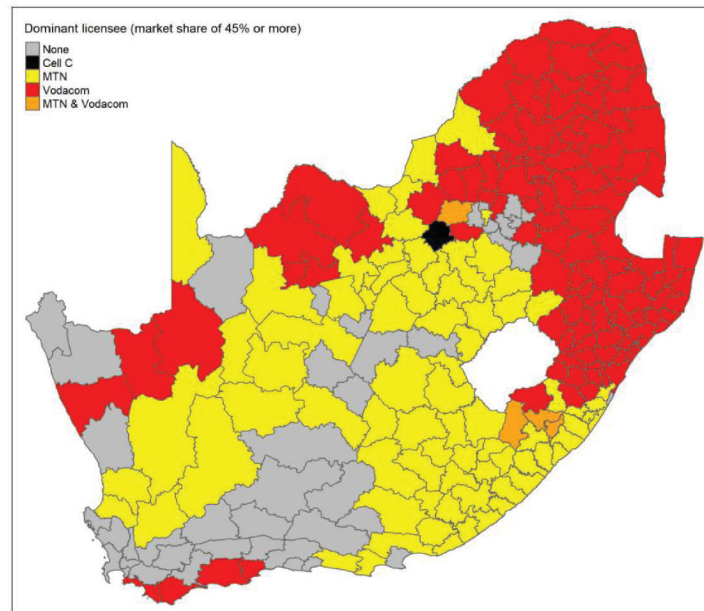 Dominant licensee (market share of 45% or more)
None
Cell C
MTN
Vodacom
MTN & Vodacom